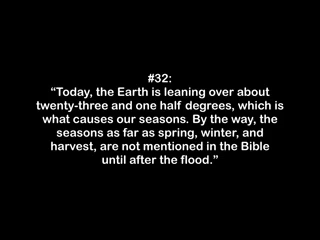 #32:
“Today, the Earth is leaning over about
twenty-three and one half degrees, which is
what causes our seasons. By the way, the
seasons as far as spring, winter, and
harvest, are not mentioned in the Bible
until after the flood.”